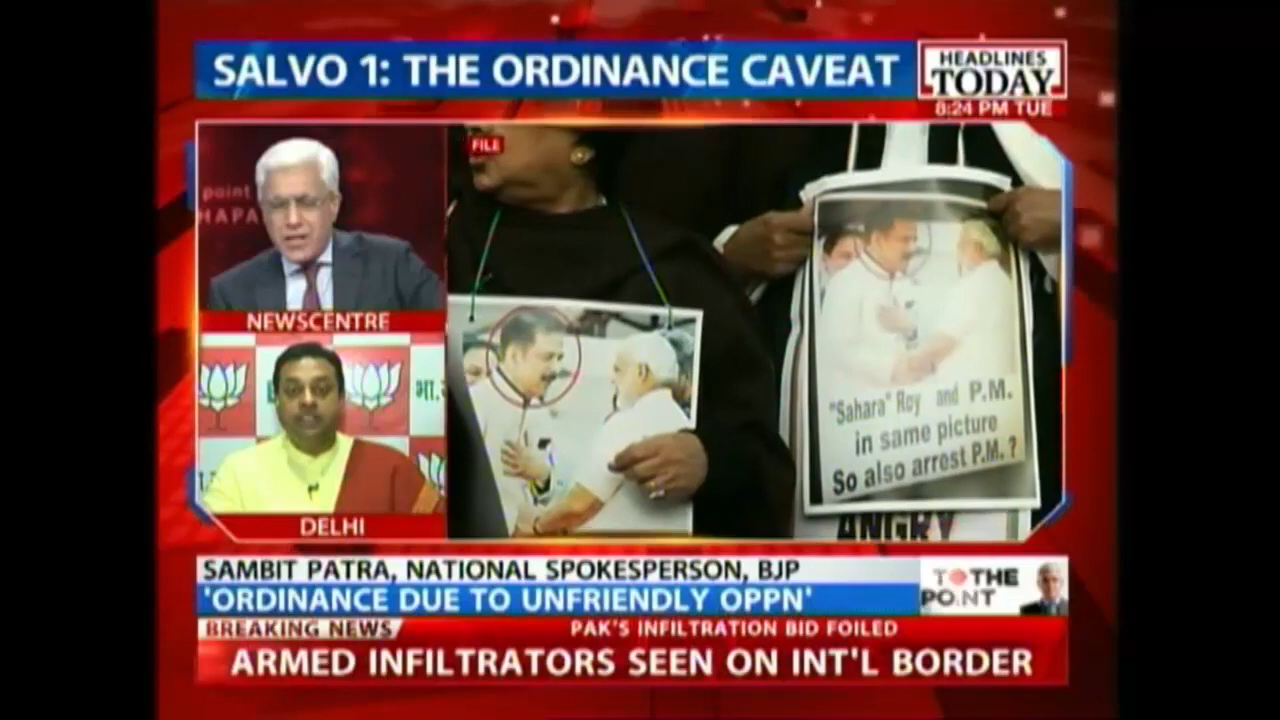 SALVO 1: THE ORDINANCE CAVEAT
HEADLINES
TODAY
8:24 PM TUE
point
HAPA
FILE
NEWSCENTRE
भा.
DELHI
"Sahara" Roy and P.M.
in same picture
So also arrest P.M. ?
ANGRY
SAMBIT PATRA, NATIONAL SPOKESPERSON, BJP
'ORDINANCE DUE TO UNFRIENDLY OPPN'
TO THE
POINT
BREAKING NEWS
PAK'S INFILTRATION BID FOILED
ARMED INFILTRATORS SEEN ON INT'L BORDER